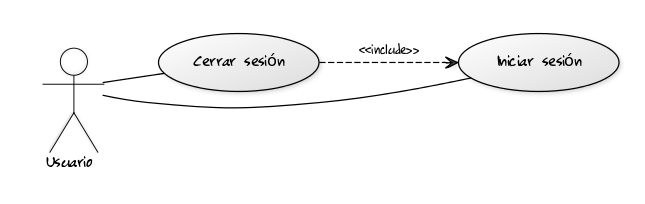 <<include>>
Cerrar sesión
Iniciar sesión
Usuario